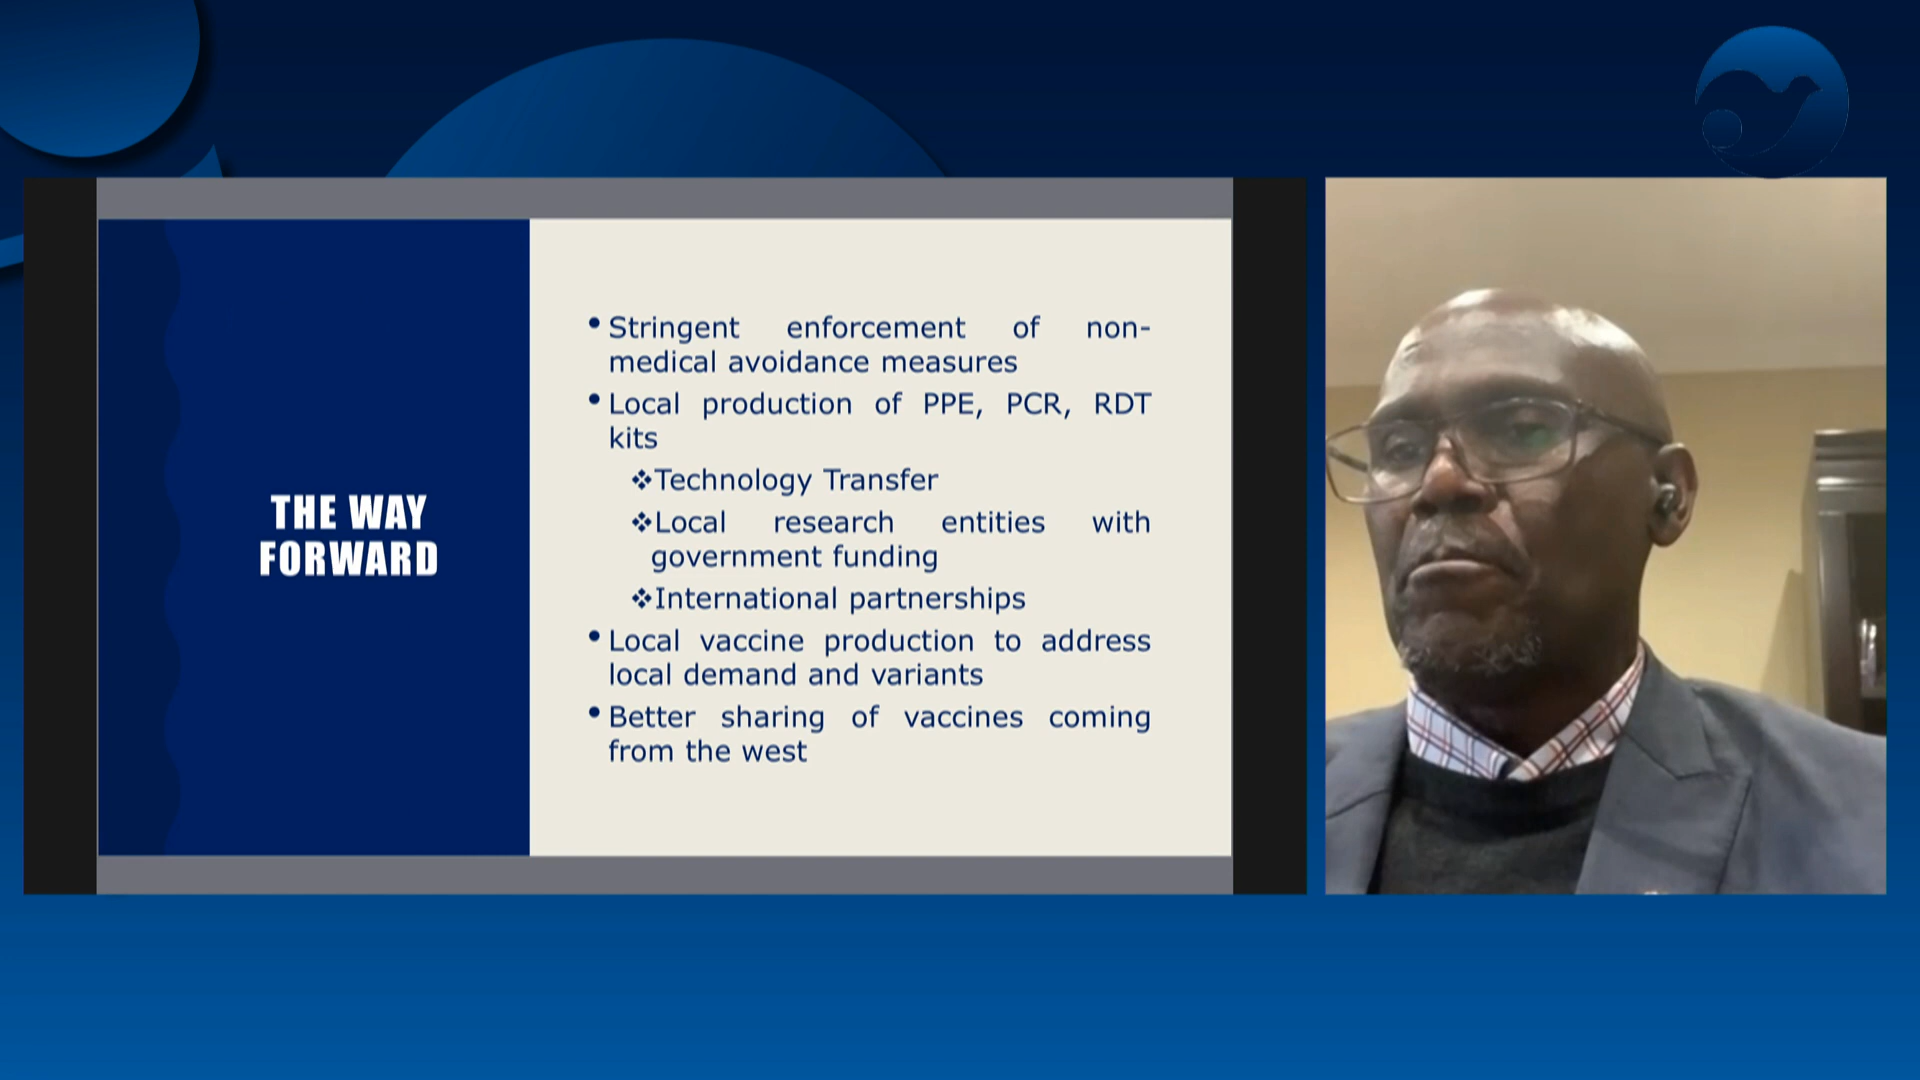 THE WAY
FORWARD
• Stringent enforcement of non-
medical avoidance measures
• Local production of PPE, PCR, RDT
kits
❖Technology Transfer
❖Local research entities with
government funding
❖International partnerships
• Local vaccine production to address
local demand and variants
• Better sharing of vaccines coming
from the west